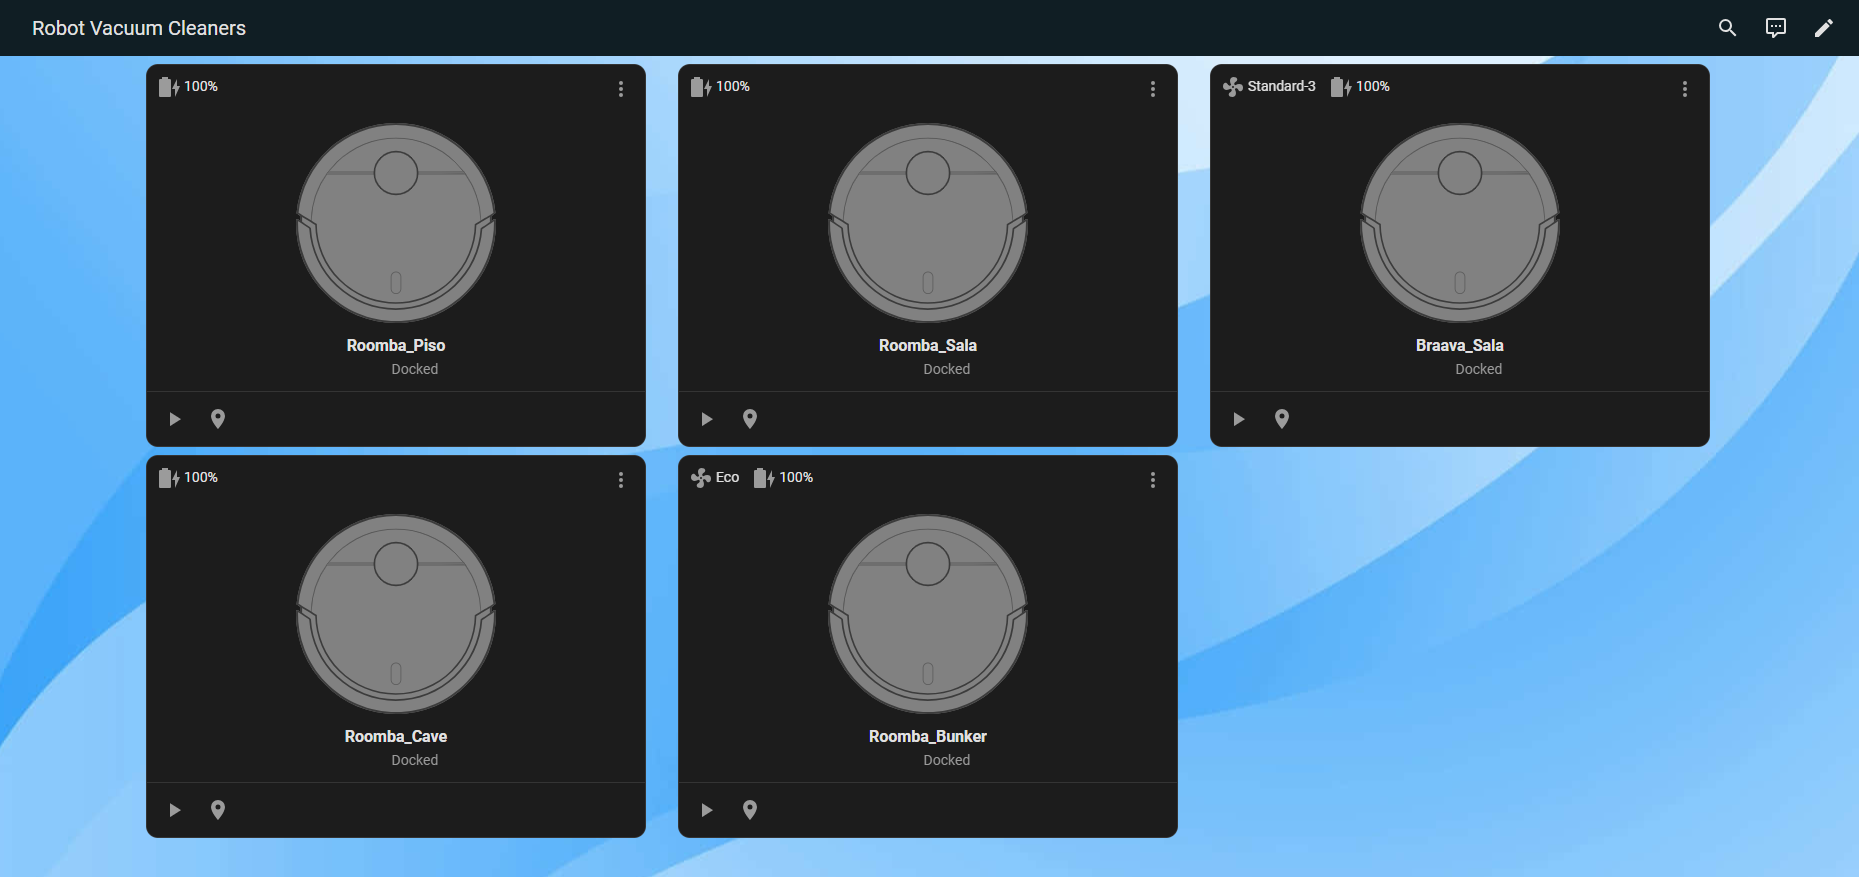 Robot Vacuum Cleaners
100%
Roomba_Piso
Docked
100%
Roomba_Sala
Docked
Standard-3 100%
Braava_Sala
Docked
100%
Roomba_Cave
Docked
Eco 100%
Roomba_Bunker
Docked